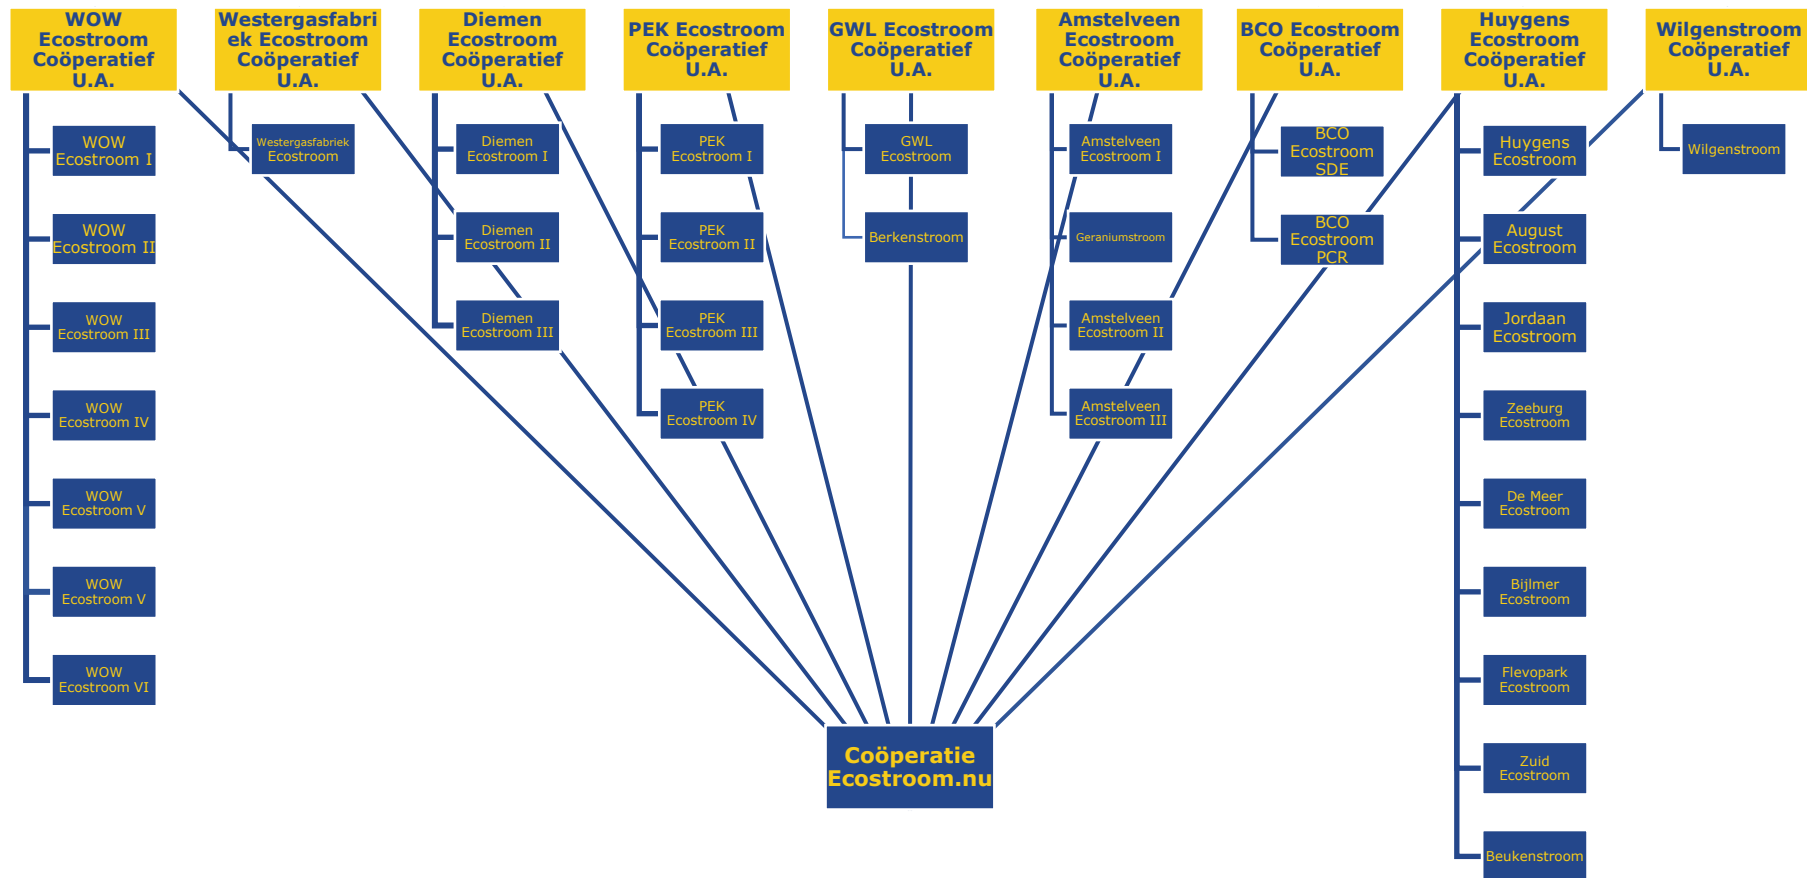 WOW
Ecostroom
Coöperatief
U.A.
WOW
Ecostroom I
WOW
Ecostroom II
WOW
Ecostroom III
WOW
Ecostroom IV
WOW
Ecostroom V
WOW
Ecostroom V
WOW
Ecostroom VI
Westergasfabri
ek Ecostroom
Coöperatief
U.A.
Westergasfabriek
Ecostroom
Diemen
Ecostroom
Coöperatief
U.A.
Diemen
Ecostroom I
Diemen
Ecostroom II
Diemen
Ecostroom III
PEK Ecostroom
Coöperatief
U.A.
PEK
Ecostroom I
PEK
Ecostroom II
PEK
Ecostroom III
PEK
Ecostroom IV
GWL Ecostroom
Coöperatief
U.A.
GWL
Ecostroom
Berkenstroom
Amstelveen
Ecostroom
Coöperatief
U.A.
Amstelveen
Ecostroom I
Geraniumstroom
Amstelveen
Ecostroom II
Amstelveen
Ecostroom III
BCO Ecostroom
Coöperatief
U.A.
BCO
Ecostroom
SDE
BCO
Ecostroom
PCR
Huygens
Ecostroom
Coöperatief
U.A.
Huygens
Ecostroom
August
Ecostroom
Jordaan
Ecostroom
Zeeburg
Ecostroom
De Meer
Ecostroom
Bijlmer
Ecostroom
Flevopark
Ecostroom
Zuid
Ecostroom
Beukenstroom
Wilgenstroom
Coöperatief
U.A.
Wilgenstroom
Coöperatie
Ecostroom.nu